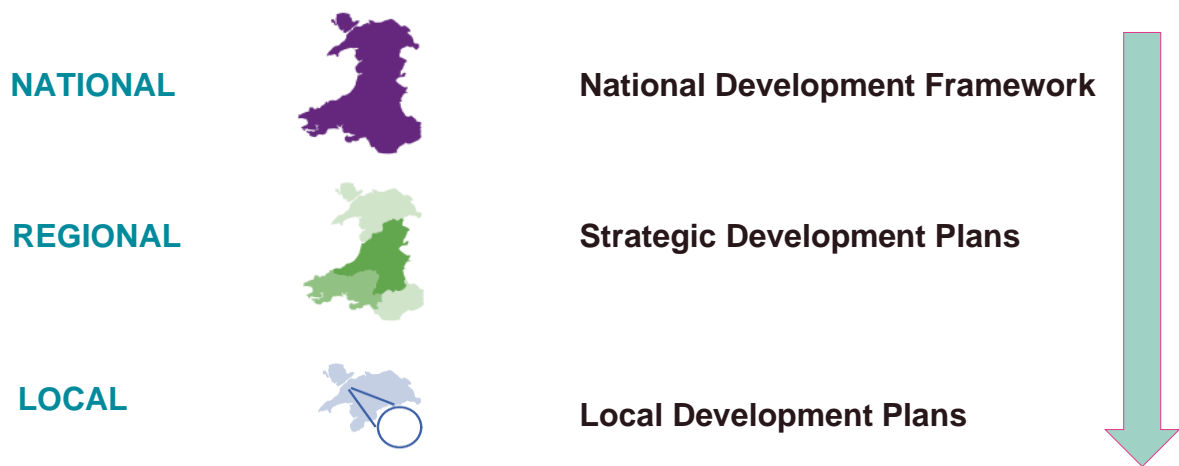 NATIONAL
National Development Framework
REGIONAL
Strategic Development Plans
LOCAL
Local Development Plans